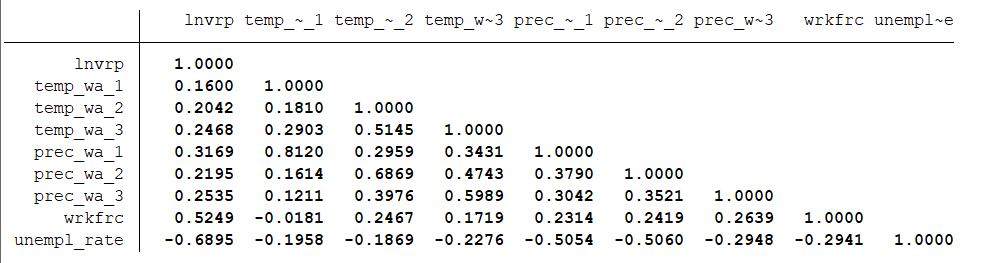 lnvrp temp_~_1 temp_~_2 temp_w~3 prec_~_1 prec_~_2 prec_w~3 wrkfrc unempl~e
lnvrp 1.0000
temp_wa_1 0.1600 1.0000
temp_wa_2 0.2042 0.1810 1.0000
temp_wa_3 0.2468 0.2903 0.5145 1.0000
prec_wa_1 0.3169 0.8120 0.2959 0.3431 1.0000
prec_wa_2 0.2195 0.1614 0.6869 0.4743 0.3790 1.0000
prec_wa_3 0.2535 0.1211 0.3976 0.5989 0.3042 0.3521 1.0000
wrkfrc 0.5249 -0.0181 0.2467 0.1719 0.2314 0.2419 0.2639 1.0000
unempl_rate -0.6895 -0.1958 -0.1869 -0.2276 -0.5054 -0.5060 -0.2948 -0.2941 1.0000